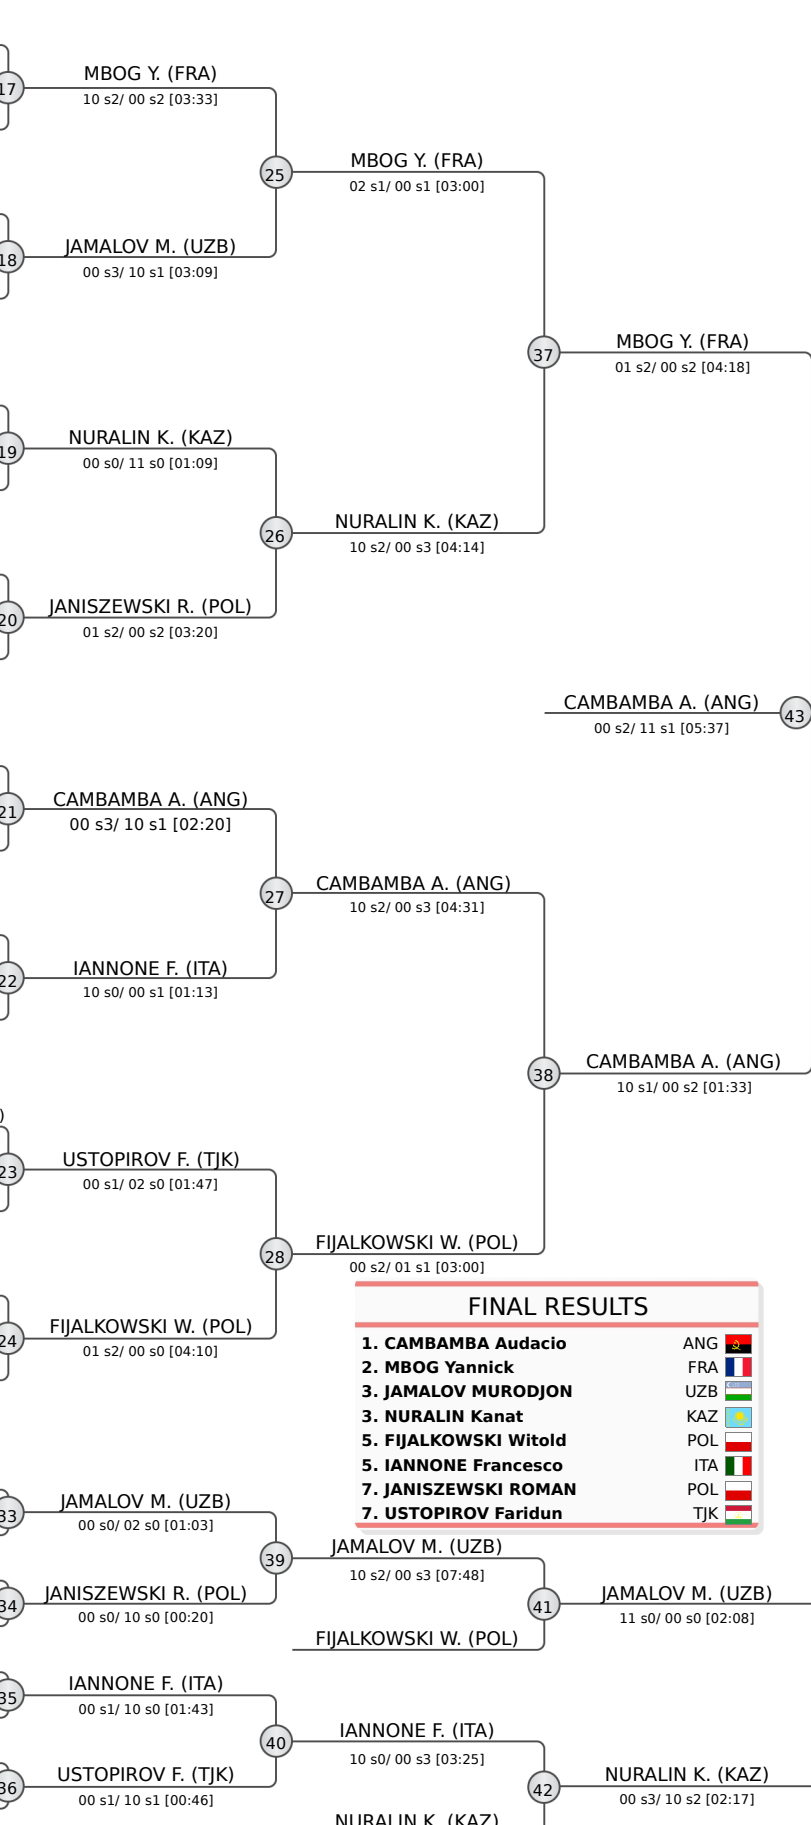 MBOG Y. (FRA)
17
10 s2/ 00 s2 [03:33]
MBOG Y. (FRA)
25
02 s1/ 00 s1 [03:00]
JAMALOV M. (UZB)
18
00 s3/ 10 s1 [03:09]
MBOG Y. (FRA)
37
01 s2/ 00 s2 [04:18]
NURALIN K. (KAZ)
19
00 s0/ 11 s0 [01:09]
NURALIN K. (KAZ)
26
10 s2/ 00 s3 [04:14]
JANISZEWSKI R. (POL)
20
01 s2/ 00 s2 [03:20]
CAMBAMBA A. (ANG)
43
00 s2/ 11 s1 [05:37]
CAMBAMBA A. (ANG)
21
00 s3/ 10 s1 [02:20]
CAMBAMBA A. (ANG)
27
10 s2/ 00 s3 [04:31]
IANNONE F. (ITA)
22
10 s0/ 00 s1 [01:13]
CAMBAMBA A. (ANG)
38
10 s1/ 00 s2 [01:33]
)
USTOPIROV F. (TJK)
23
00 s1/ 02 s0 [01:47]
FIJALKOWSKI W. (POL)
28
00 s2/ 01 s1 [03:00]
FIJALKOWSKI W. (POL)
24
01 s2/ 00 s0 [04:10]
FINAL RESULTS
1. CAMBAMBA Audacio ANG
2. MBOG Yannick FRA
3. JAMALOV MURODJON UZB
3. NURALIN Kanat KAZ
5. FIJALKOWSKI Witold POL
5. IANNONE Francesco ITA
7. JANISZEWSKI ROMAN POL
7. USTOPIROV Faridun TJK
JAMALOV M. (UZB)
33
00 s0/ 02 s0 [01:03]
JAMALOV M. (UZB)
39
10 s2/ 00 s3 [07:48]
JANISZEWSKI R. (POL)
34
00 s0/ 10 s0 [00:20]
JAMALOV M. (UZB)
41
11 s0/ 00 s0 [02:08]
FIJALKOWSKI W. (POL)
IANNONE F. (ITA)
35
00 s1/ 10 s0 [01:43]
IANNONE F. (ITA)
40
10 s0/ 00 s3 [03:25]
USTOPIROV F. (TJK)
36
00 s1/ 10 s1 [00:46]
NURALIN K. (KAZ)
42
00 s3/ 10 s2 [02:17]
NURALIN K. (KAZ)